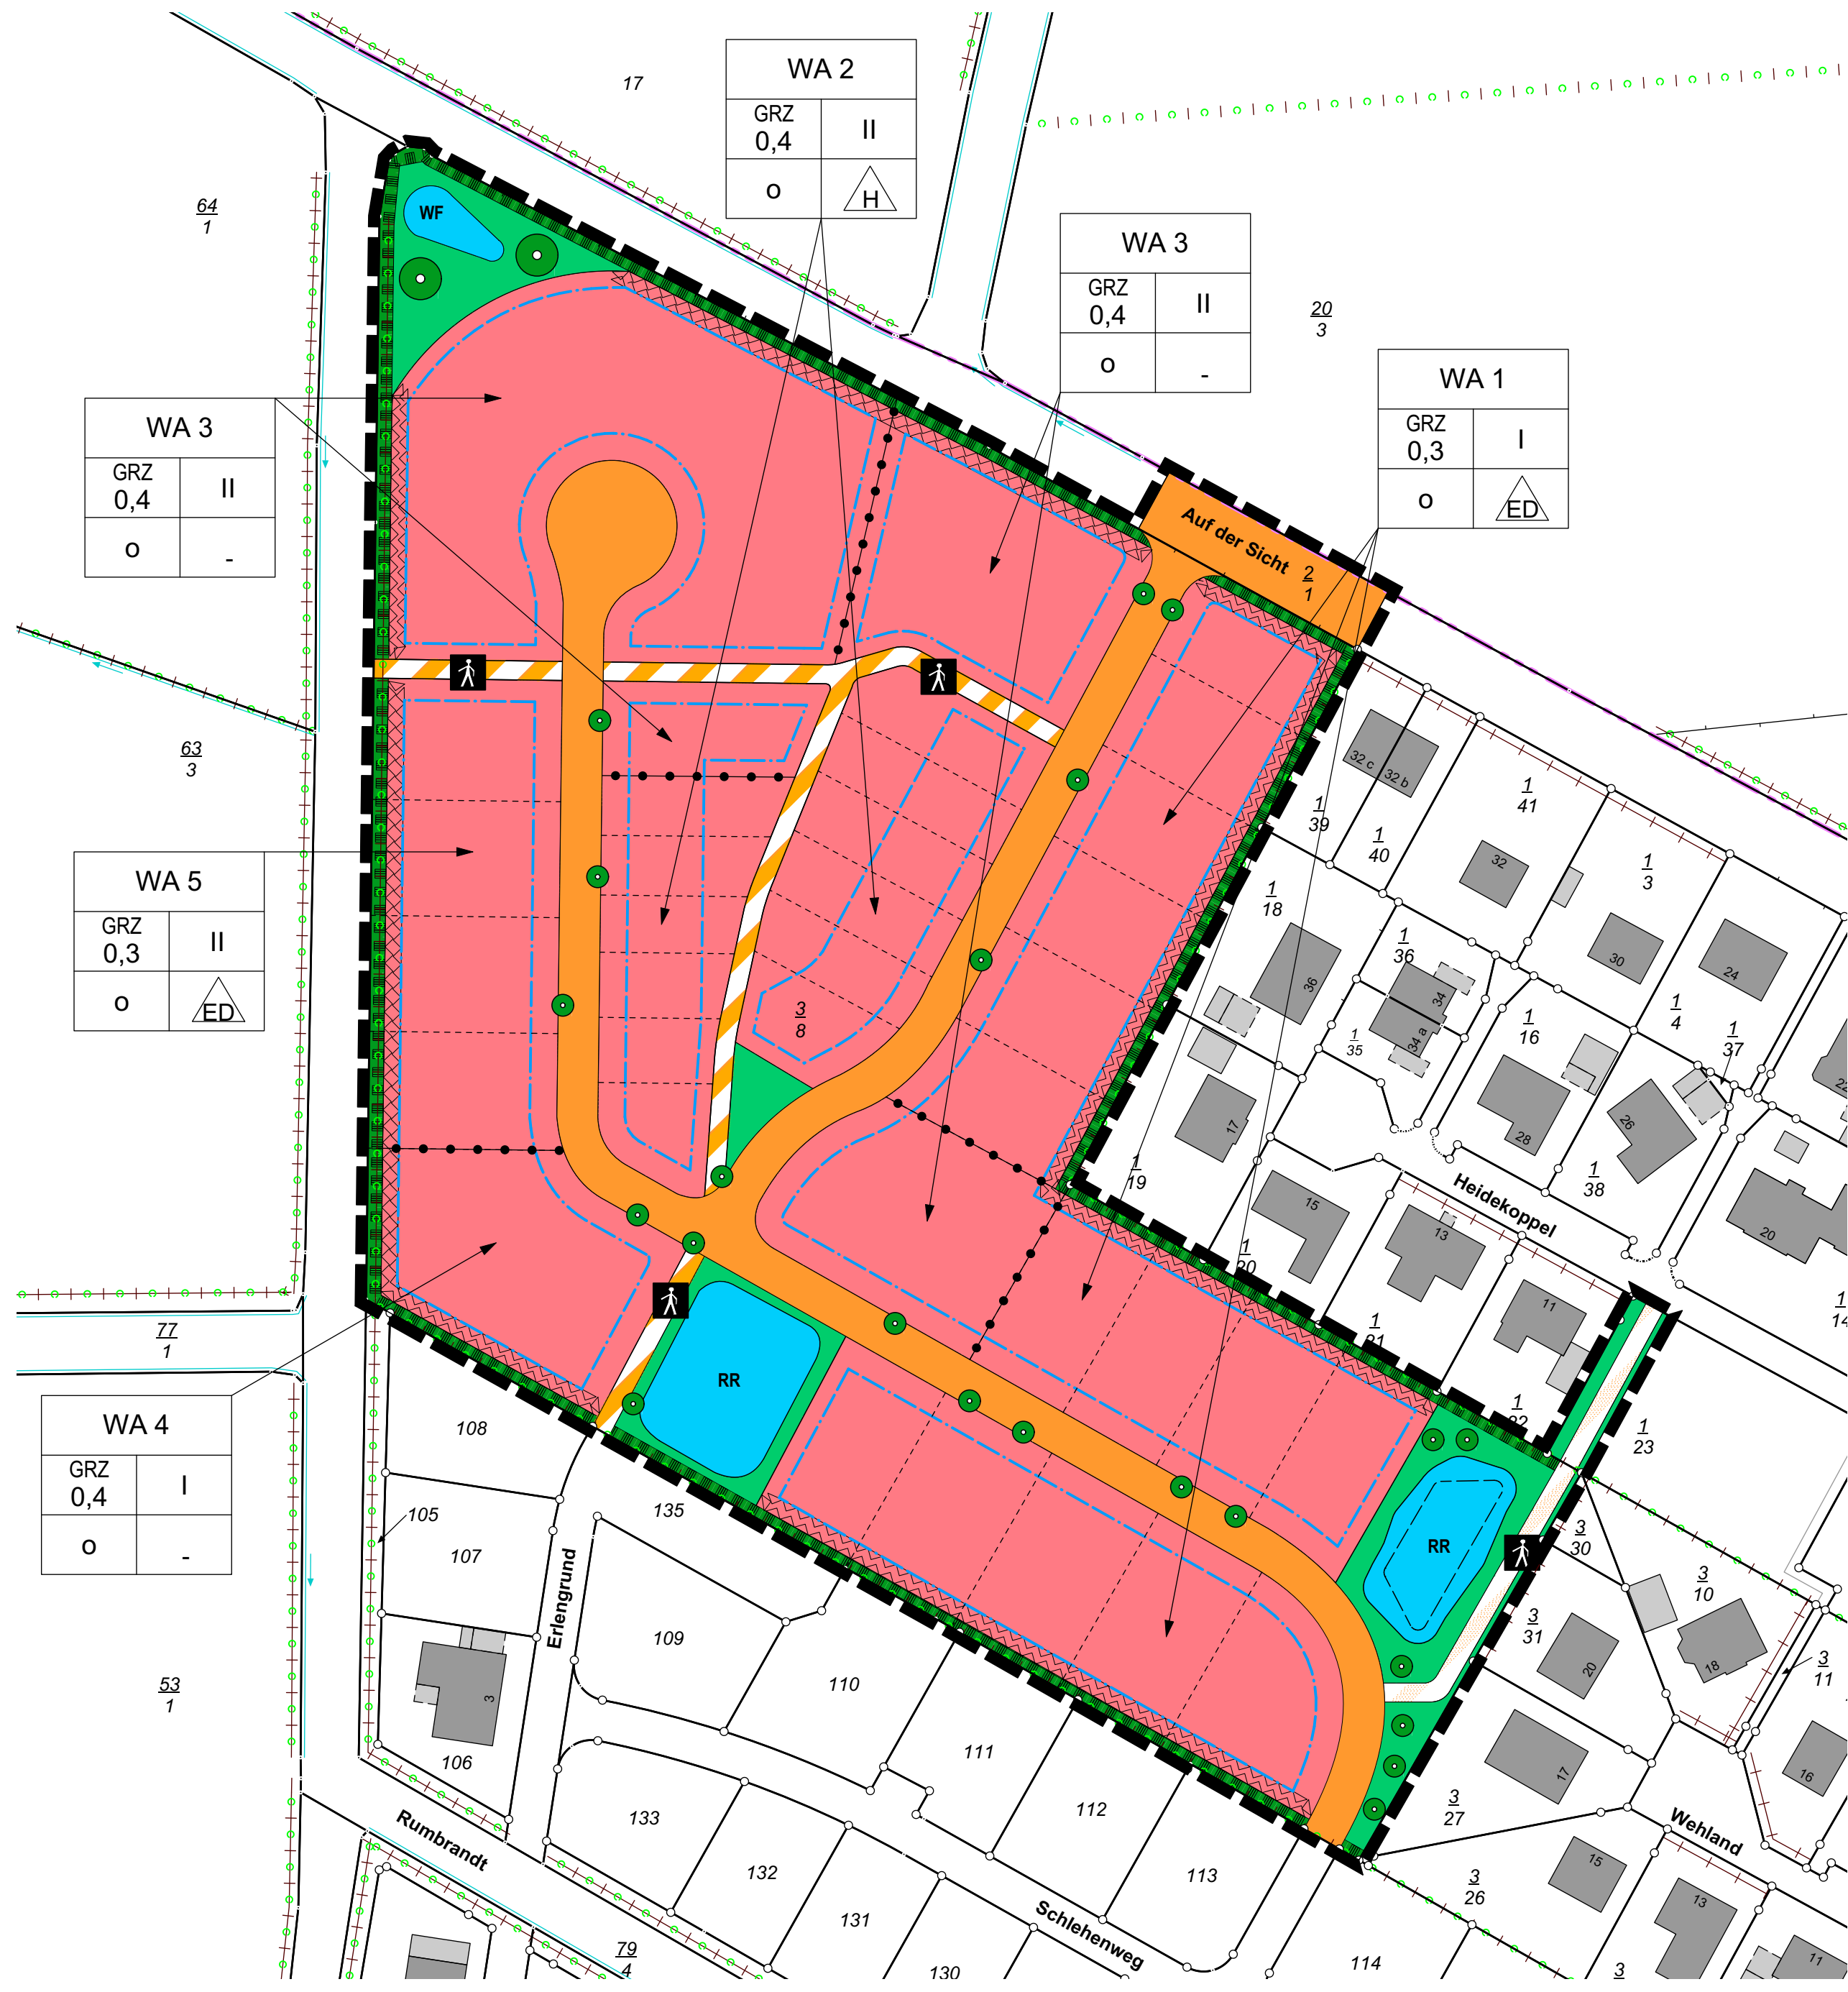 17
WA 2
GRZ
0,4
II
o
H
64
1
WF
WA 3
GRZ
0,4
II
o
-
20
3
WA 1
GRZ
0,3
I
o
ED
WA 3
GRZ
0,4
II
o
-
Auf der Sicht
2
1
63
3
32 c
32 b
1
39
1
40
1
41
32
1
3
1
18
1
36
30
24
WA 5
GRZ
0,3
II
o
ED
36
34
34 a
1
35
1
16
1
4
1
37
3
8
17
28
26
22
1
19
1
38
Heidekoppel
15
13
20
1
20
11
1
14
77
1
1
21
RR
1
22
1
23
WA 4
GRZ
0,4
I
o
-
108
105
107
135
Erlengrund
RR
3
30
3
10
3
31
20
18
3
11
109
110
53
1
3
106
111
17
16
112
3
27
Wehland
133
Rumbrandt
132
113
15
3
26
13
131
Schlehenweg
79
4
130
114
3
11